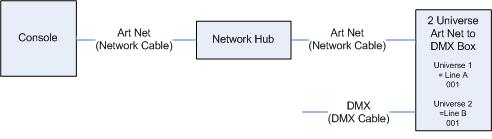 Console
Art Net
(Network Cable)
Network Hub
Art Net
(Network Cable)
2 Universe
Art Net to
DMX Box
Universe 1
= Line A
001
Universe 2
=Line B
001
DMX
(DMX Cable)